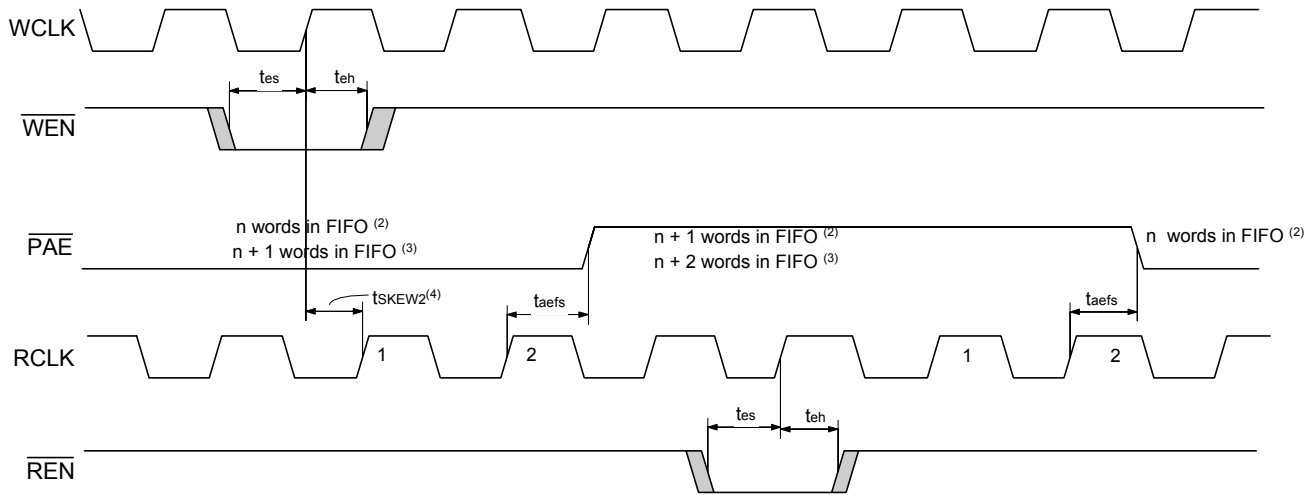 WCLK
tes teh
WEN
n words in FIFO (2)
n + 1 words in FIFO (3)
PAE
n + 1 words in FIFO (2)
n + 2 words in FIFO (3)
n words in FIFO (2)
tSKEW2(4)
taefs
taefs
RCLK
1 2 1 2
tes teh
REN